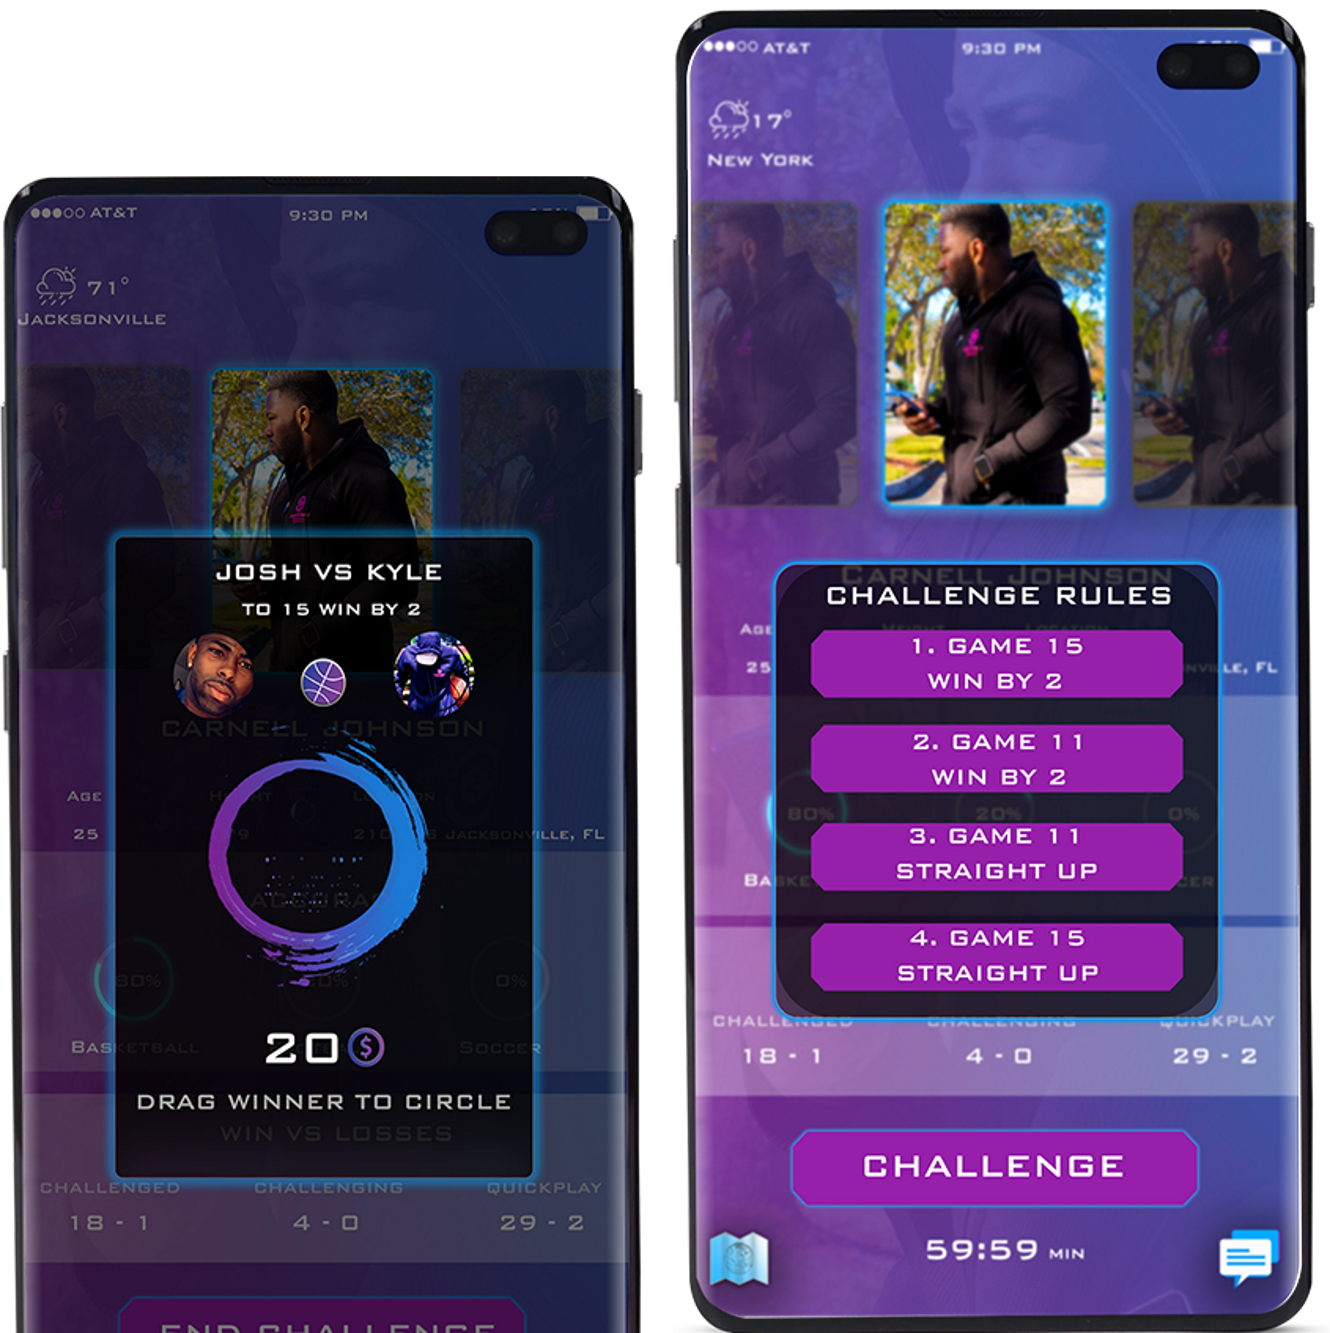 AT&T
9:30 PM
71°
JACKSONVILLE
JOSH VS KYLE
TO 15 WIN BY 2
CARNELL JOHNSON
AGE
25
JACKSONVILLE, FL
80%
0%
BASKETBALL
SOCCER
20 $
DRAG WINNER TO CIRCLE
WIN VS LOSSES
CHALLENGED
CHALLENGING
QUICKPLAY
18 - 1
4 - 0
29 - 2
END CHALLENGE
AT&T
9:30 PM
17°
NEW YORK
CARNELL JOHNSON
CHALLENGE RULES
AGE
HEIGHT
LOCATION
25
1. GAME 15
WIN BY 2
2. GAME 11
WIN BY 2
80%
20%
0%
3. GAME 11
STRAIGHT UP
4. GAME 15
STRAIGHT UP
CHALLENGED
CHALLENGING
QUICKPLAY
18 - 1
4 - 0
29 - 2
CHALLENGE
59:59 MIN